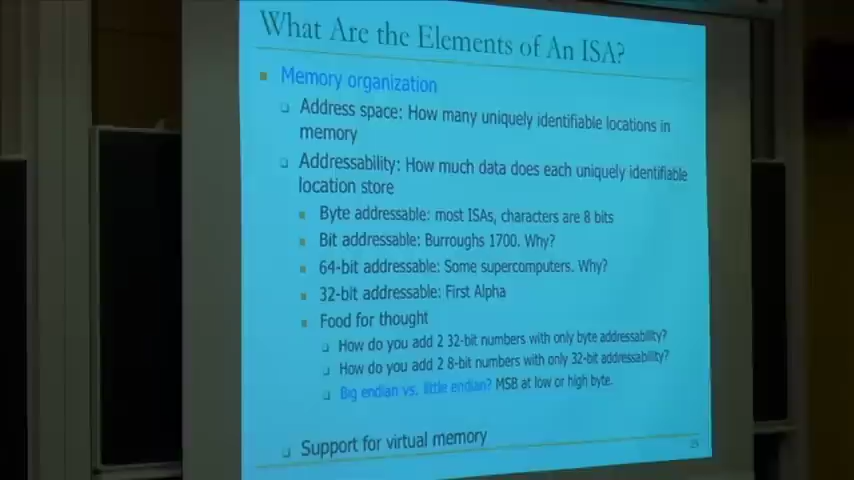 What Are the Elements of An ISA?
Memory organization
Address space: How many uniquely identifiable locations in
memory
Addressability: How much data does each uniquely identifiable
location store
Byte addressable: most ISAs, characters are 8 bits
Bit addressable: Burroughs 1700. Why?
64-bit addressable: Some supercomputers. Why?
32-bit addressable: First Alpha
Food for thought
How do you add 2 32-bit numbers with only byte addressability?
How do you add 2 8-bit numbers with only 32-bit addressability?
Big endian vs. little endian? MSB at low or high byte.
Support for virtual memory